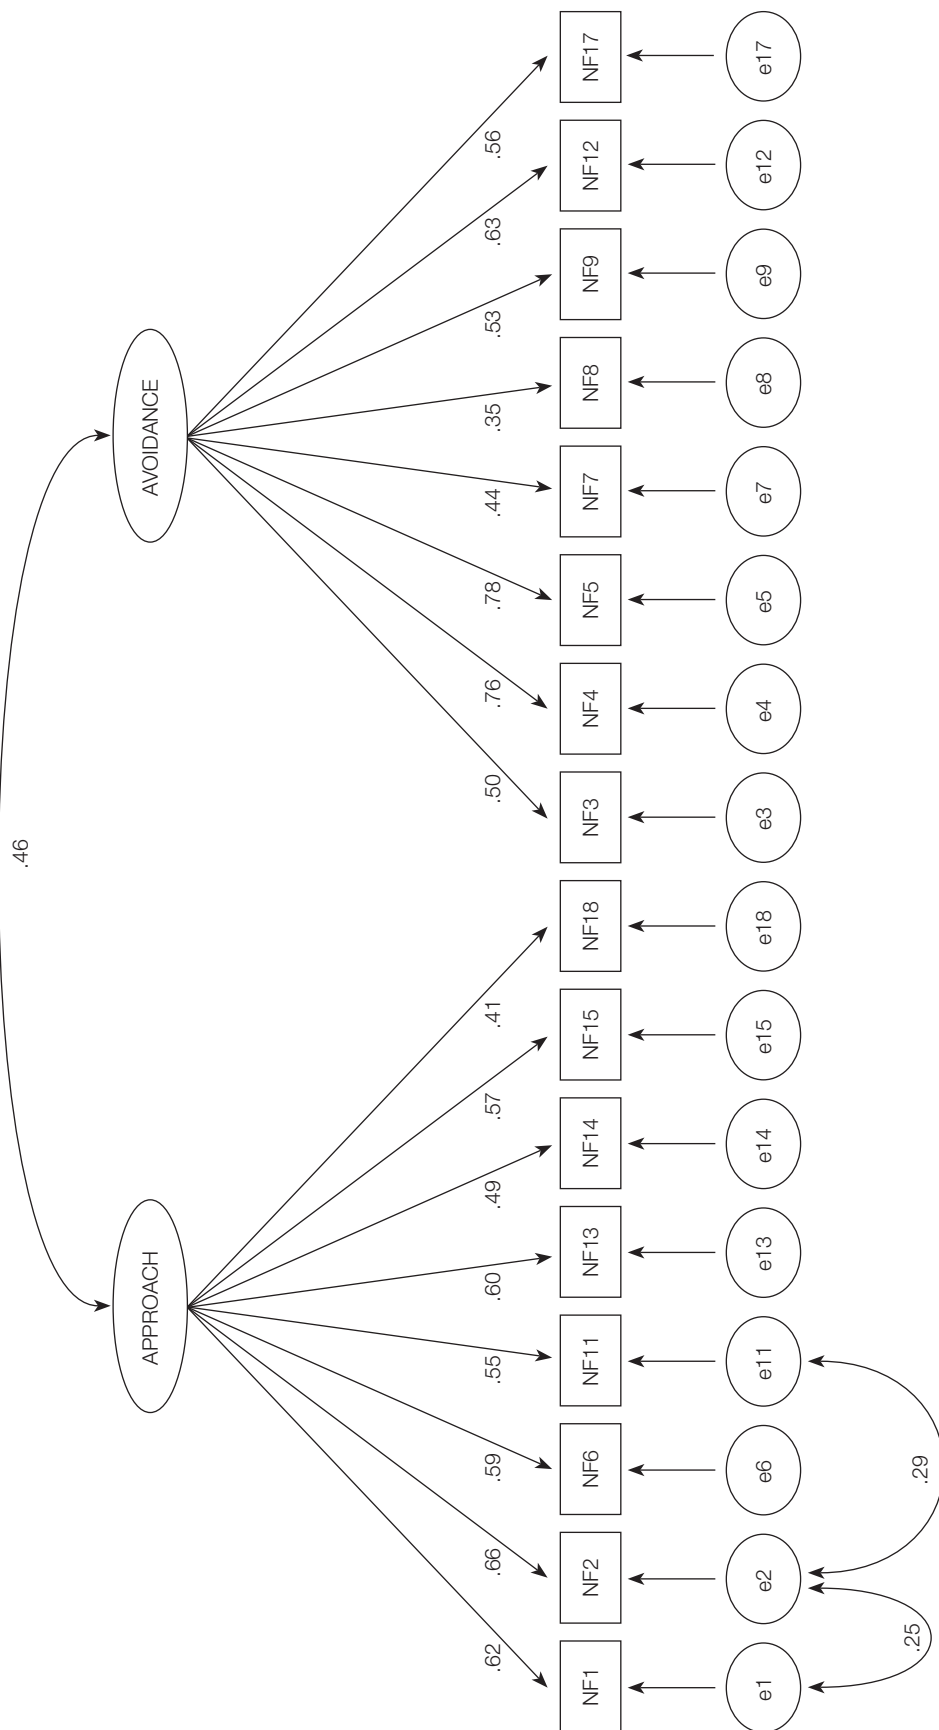 .46
APPROACH
AVOIDANCE
.62
.66
.59
.55
.60
.49
.57
.41
.50
.76
.78
.44
.35
.53
.63
.56
NF1
NF2
NF6
NF11
NF13
NF14
NF15
NF18
NF3
NF4
NF5
NF7
NF8
NF9
NF12
NF17
e1
e2
e6
e11
e13
e14
e15
e18
e3
e4
e5
e7
e8
e9
e12
e17
.25
.29